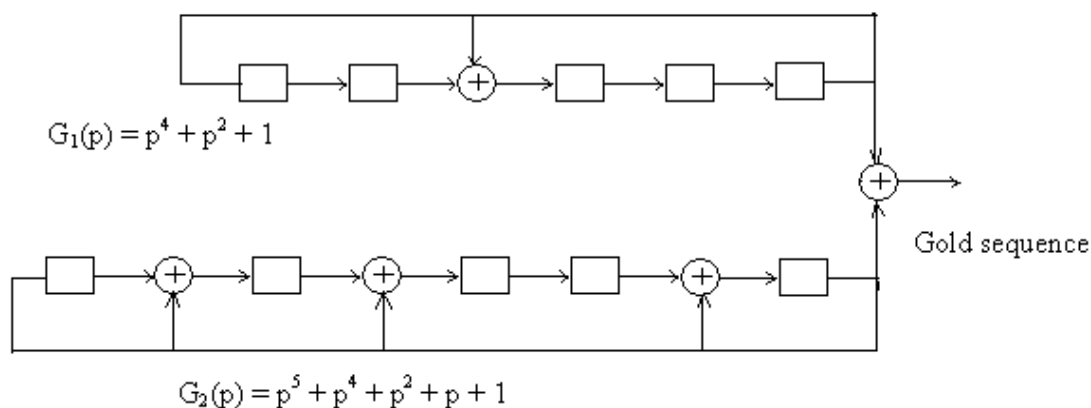 G₁(p) = p⁴ + p² + 1
Gold sequence
G₂(p) = p⁵ + p⁴ + p² + p + 1